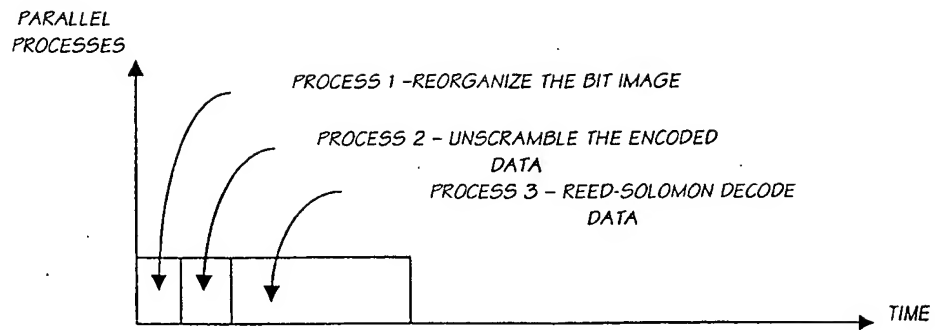 PARALLEL
PROCESSES
PROCESS 1 –REORGANIZE THE BIT IMAGE
PROCESS 2 – UNSCRAMBLE THE ENCODED
DATA
PROCESS 3 – REED-SOLOMON DECODE
DATA
TIME